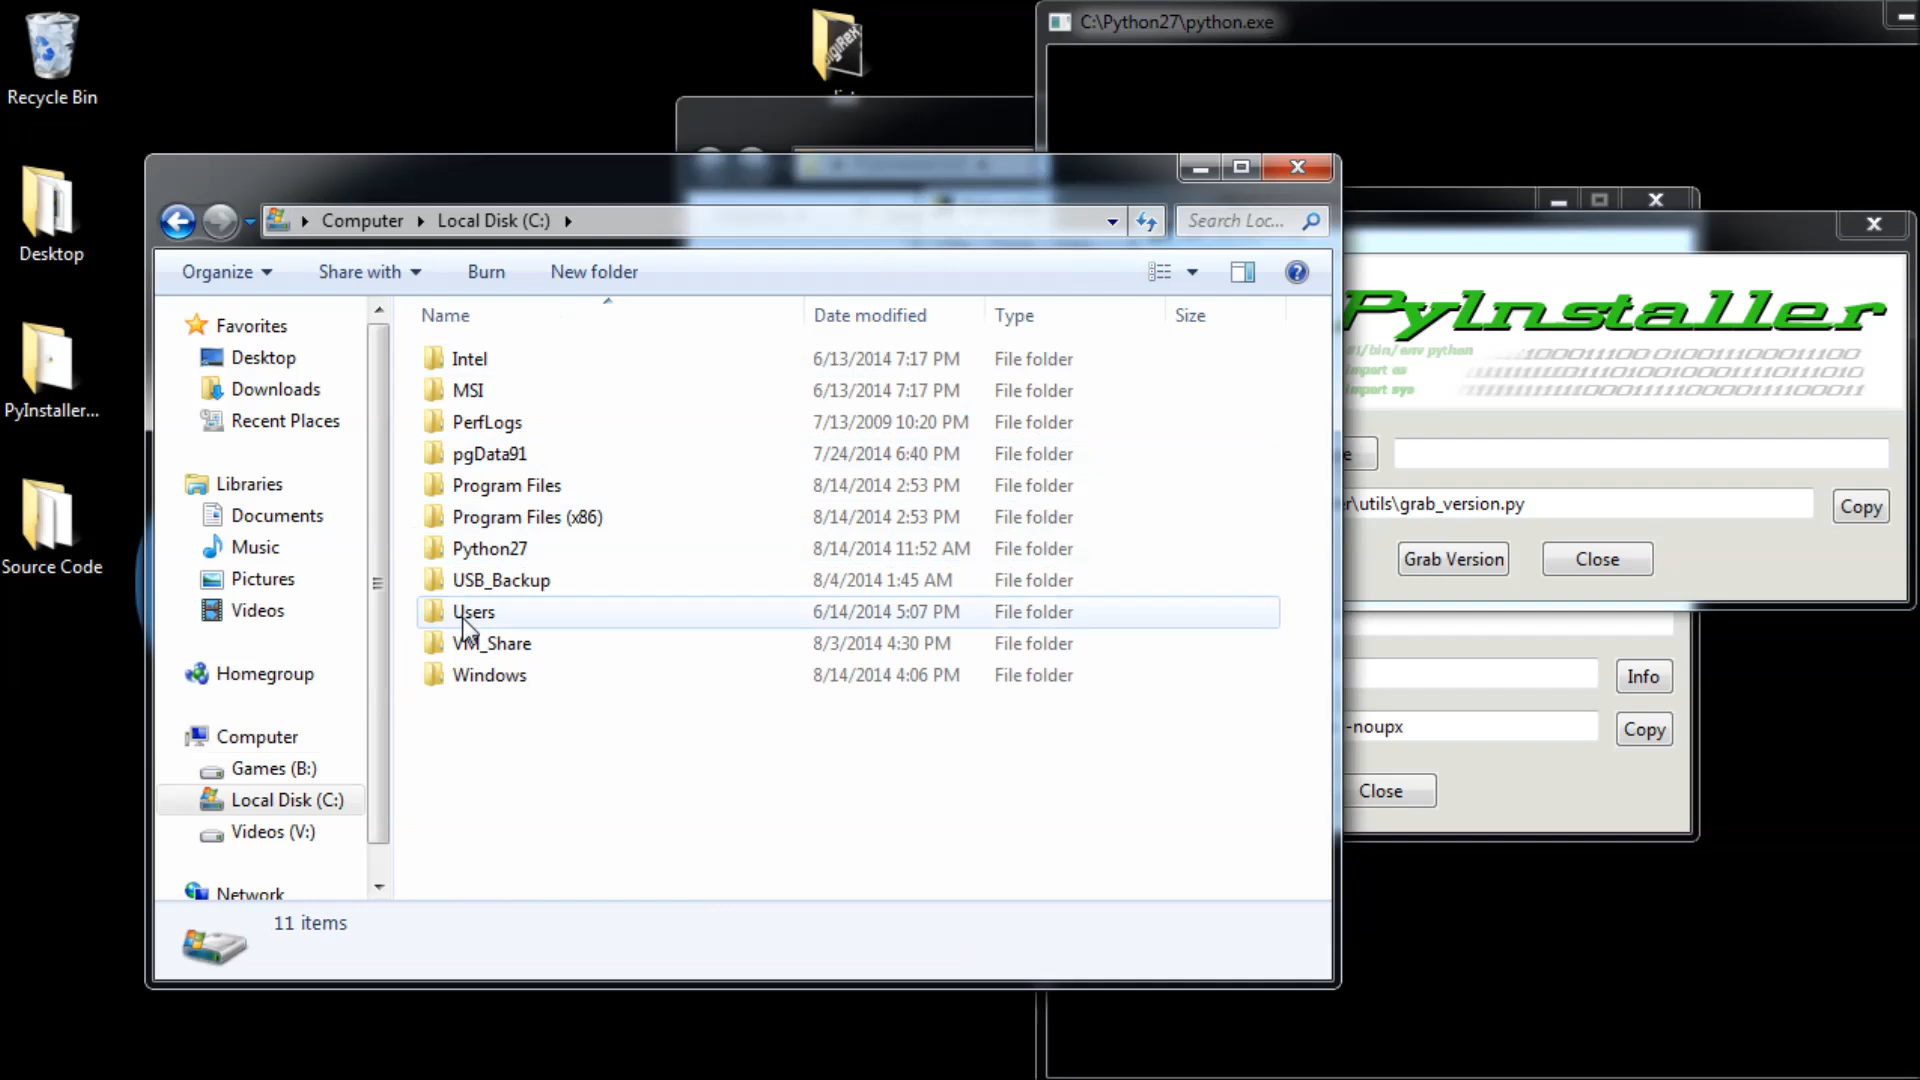 C:\Python27\python.exe
Recycle Bin
Desktop
PyInstaller...
Source Code
Computer
Local Disk (C:)
Search Loc...
Organize
Share with
Burn
New folder
Favorites
Desktop
Downloads
Recent Places
Libraries
Documents
Music
Pictures
Videos
Homegroup
Computer
Games (B:)
Local Disk (C:)
Videos (V:)
Network
Name Date modified Type Size
Intel 6/13/2014 7:17 PM File folder
MSI 6/13/2014 7:17 PM File folder
PerfLogs 7/13/2009 10:20 PM File folder
pgData91 7/24/2014 6:40 PM File folder
Program Files 8/14/2014 2:53 PM File folder
Program Files (x86) 8/14/2014 2:53 PM File folder
Python27 8/14/2014 11:52 AM File folder
USB_Backup 8/4/2014 1:45 AM File folder
Users 6/14/2014 5:07 PM File folder
VM_Share 8/3/2014 4:30 PM File folder
Windows 8/14/2014 4:06 PM File folder
11 items
PyInstaller
#!/bin/env python
import os
import sys
r\utils\grab_version.py
Copy
Grab Version
Close
Info
-noupx
Copy
Close